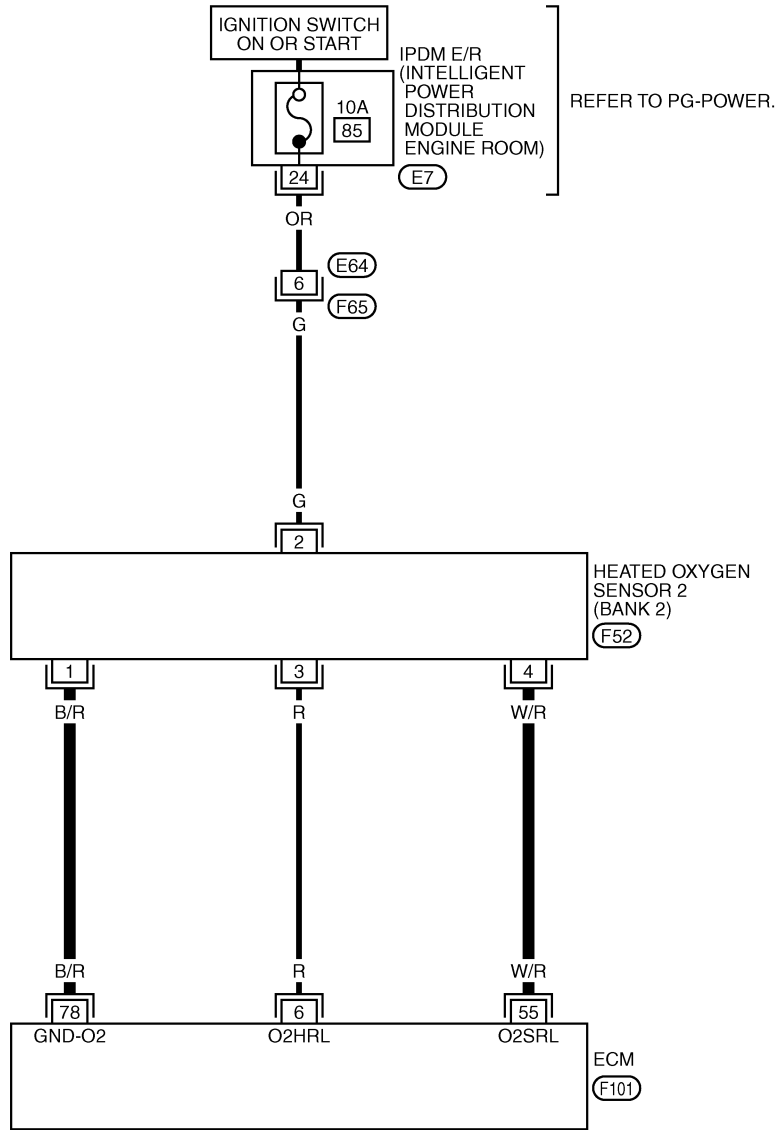 IGNITION SWITCH
ON OR START
IPDM E/R
(INTELLIGENT
POWER
DISTRIBUTION
MODULE
ENGINE ROOM)
REFER TO PG-POWER.
10A
85
24
E7
OR
E64
6
F65
G
G
2
HEATED OXYGEN
SENSOR 2
(BANK 2)
F52
1 3 4
B/R R W/R
B/R R W/R
78 6 55
GND-O2 O2HRL O2SRL
ECM
F101